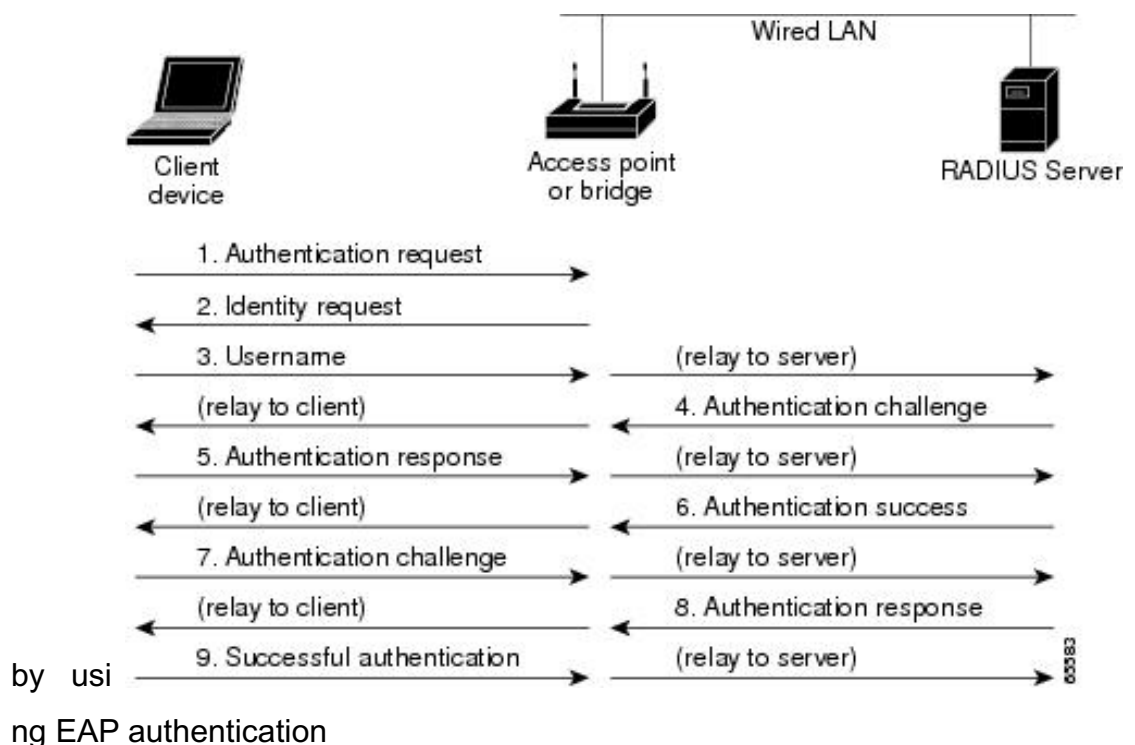 Wired LAN
Client
device
Access point
or bridge
RADIUS Server
1. Authentication request
2. Identity request
3. Username
(relay to server)
(relay to client)
4. Authentication challenge
5. Authentication response
(relay to server)
(relay to client)
6. Authentication success
7. Authentication challenge
(relay to server)
(relay to client)
8. Authentication response
9. Successful authentication
(relay to server)
65583
by usi
ng EAP authentication